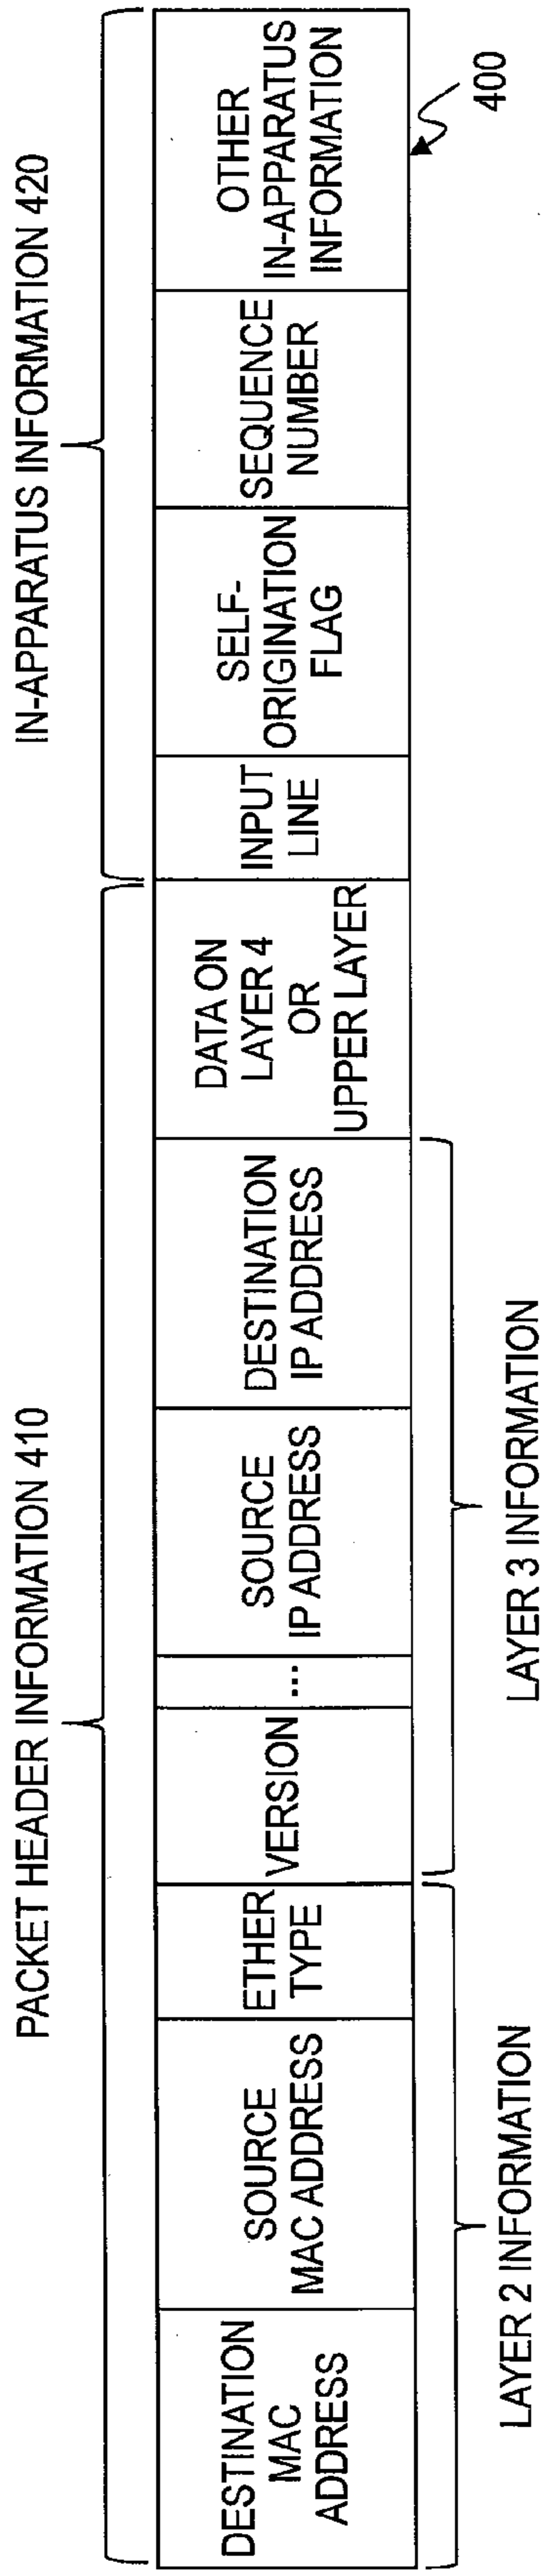 PACKET HEADER INFORMATION 410
IN-APPARATUS INFORMATION 420
DESTINATION
MAC
ADDRESS
SOURCE
MAC ADDRESS
ETHER
TYPE
VERSION
...
SOURCE
IP ADDRESS
DESTINATION
IP ADDRESS
DATA ON
LAYER 4
OR
UPPER LAYER
INPUT
LINE
SELF-
ORIGINATION
FLAG
SEQUENCE
NUMBER
OTHER
IN-APPARATUS
INFORMATION
LAYER 2 INFORMATION
LAYER 3 INFORMATION
400